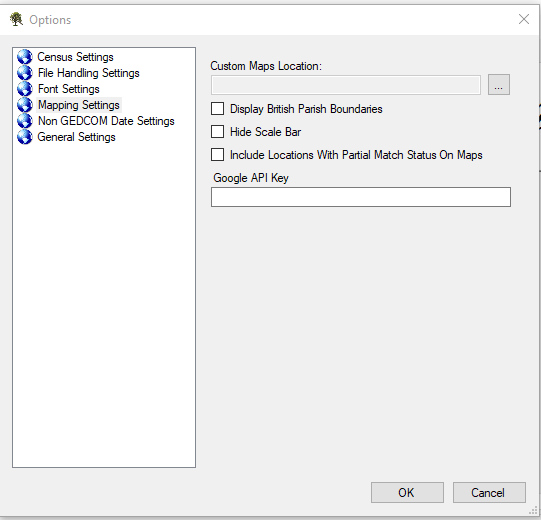 Options
Census Settings
File Handling Settings
Font Settings
Mapping Settings
Non GEDCOM Date Settings
General Settings
Custom Maps Location:
...
Display British Parish Boundaries
Hide Scale Bar
Include Locations With Partial Match Status On Maps
Google API Key
OK
Cancel